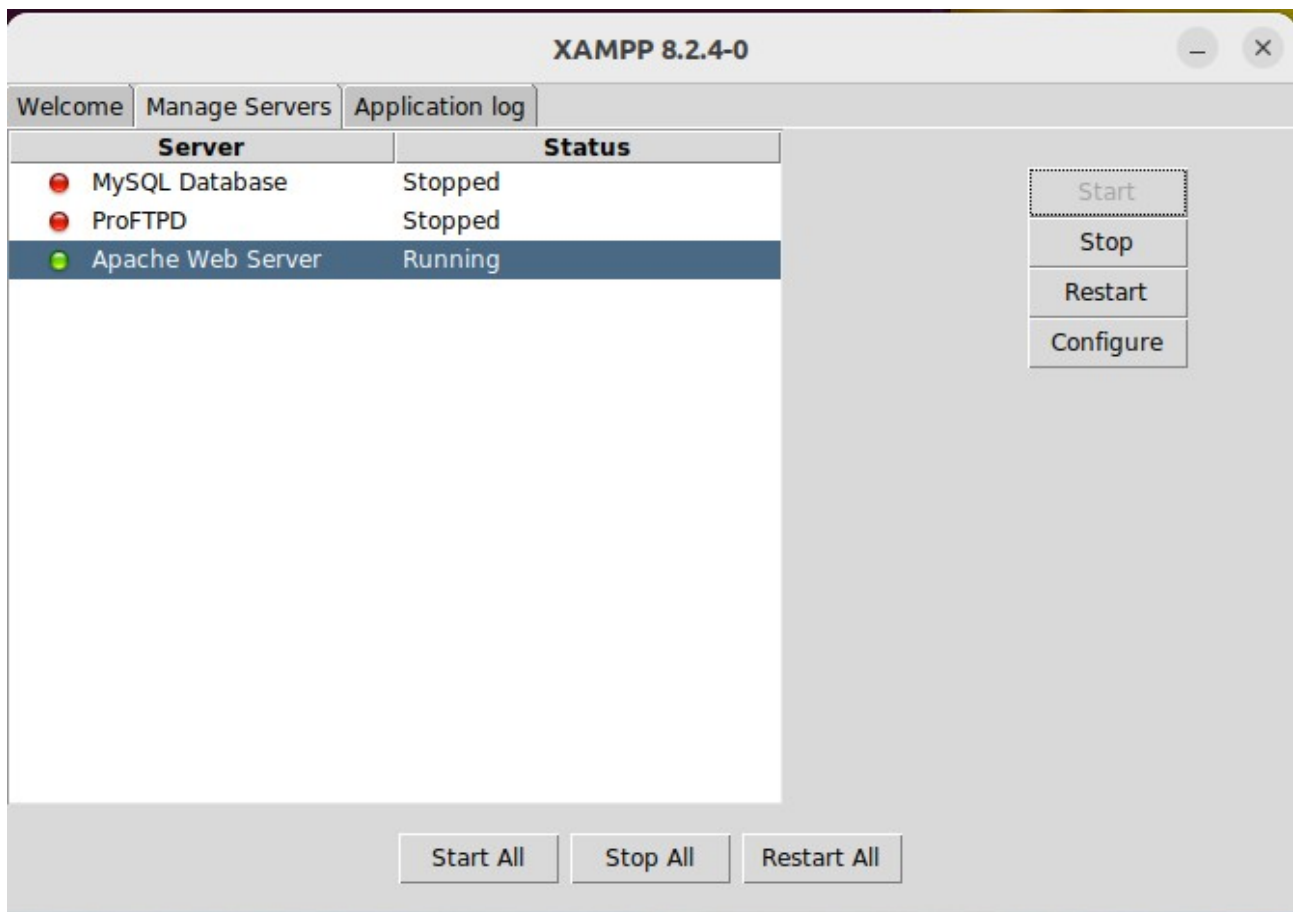 XAMPP 8.2.4-0
Welcome Manage Servers Application log
Server Status
MySQL Database Stopped
ProFTPD Stopped
Apache Web Server Running
Start
Stop
Restart
Configure
Start All Stop All Restart All